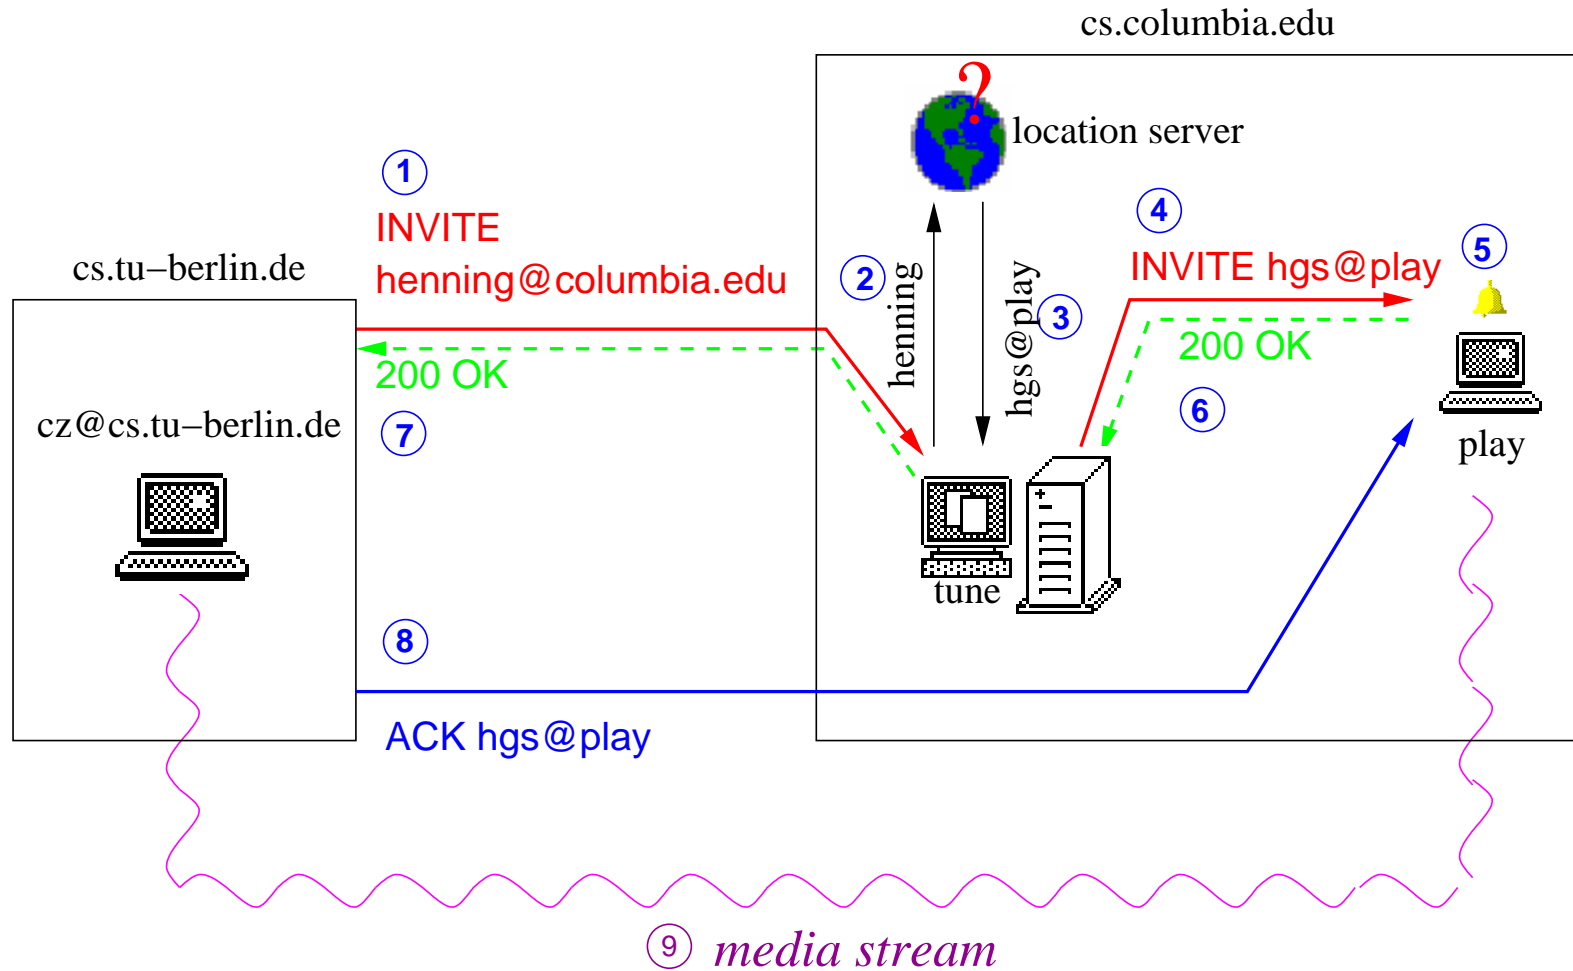 cs.columbia.edu
?
location server
1
INVITE
henning@columbia.edu
cs.tu−berlin.de
2
henning
hgs@play
3
4
INVITE hgs@play
5
200 OK
200 OK
6
cz@cs.tu−berlin.de
7
play
tune
8
ACK hgs@play
9 media stream